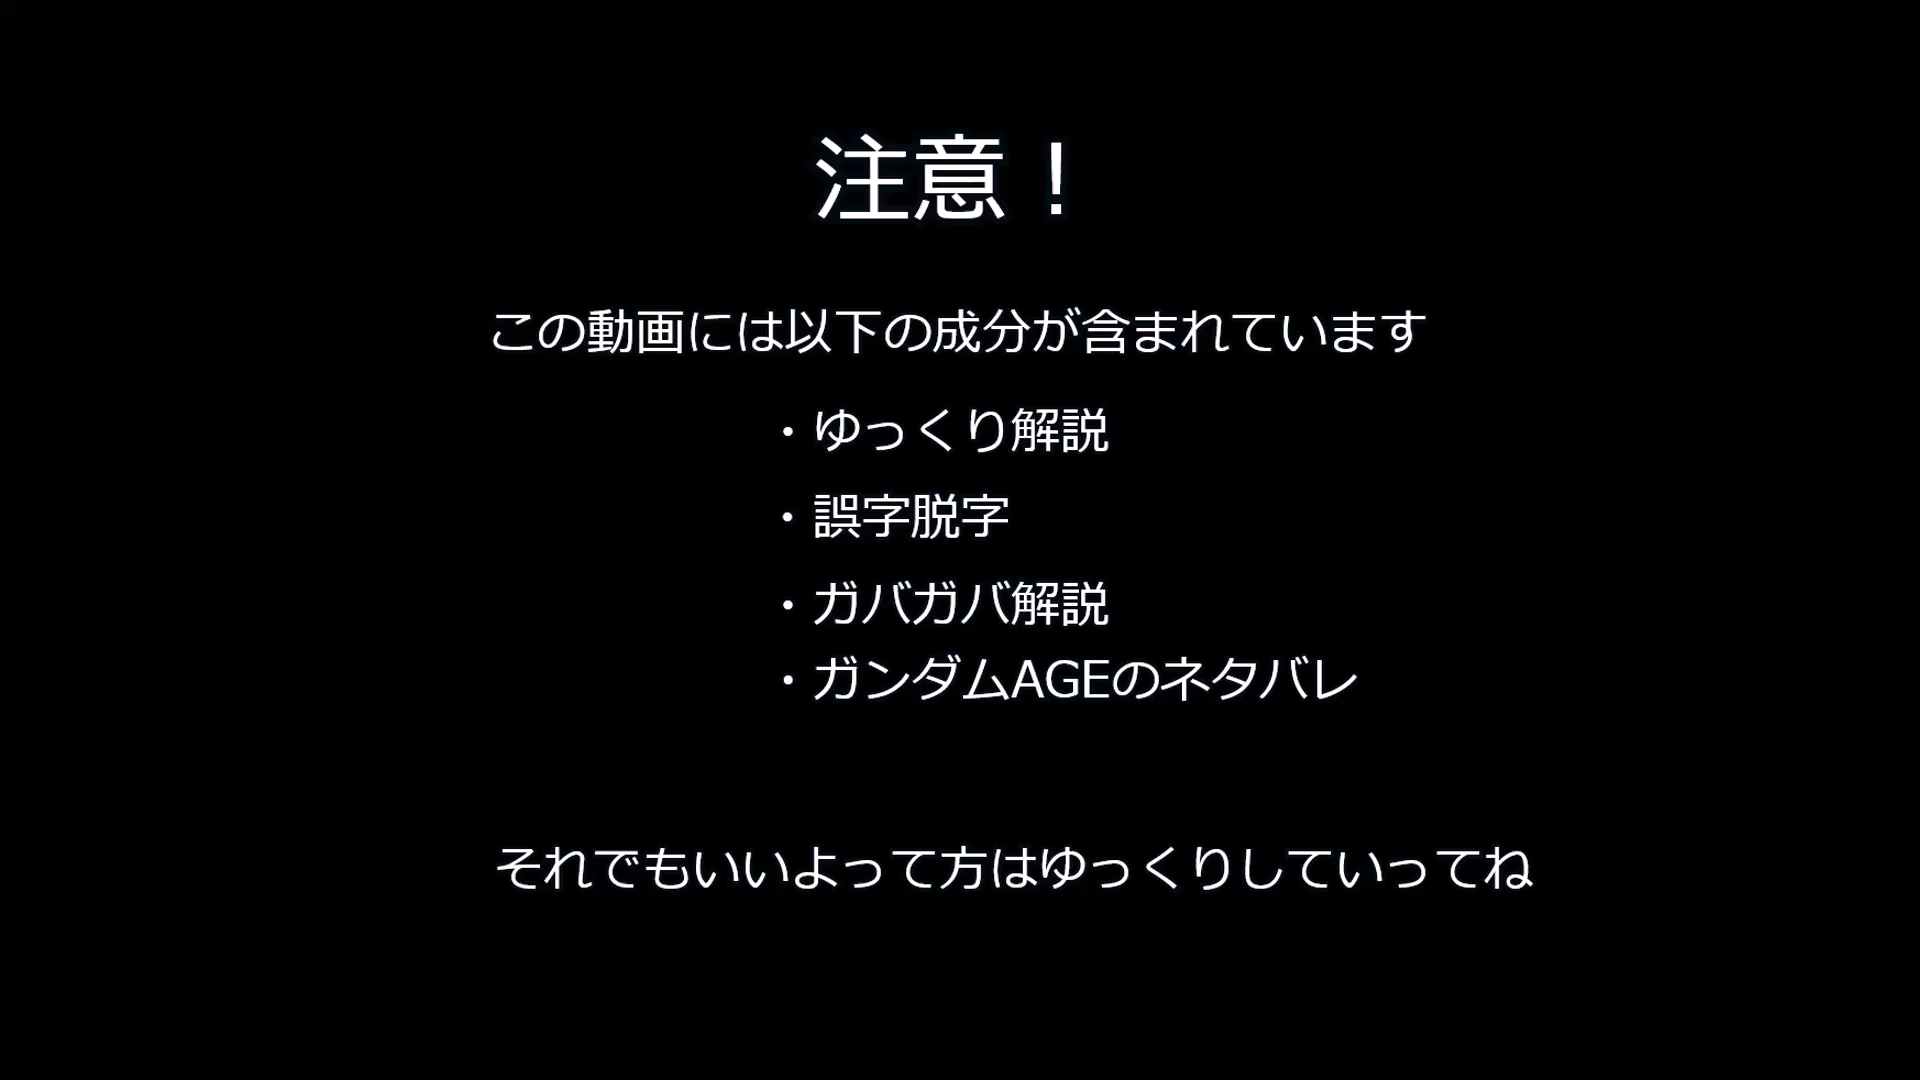 注意！
この動画には以下の成分が含まれています
・ゆっくり解説
・誤字脱字
・ガバガバ解説
・ガンダムAGEのネタバレ
それでもいいよって方はゆっくりしていってね